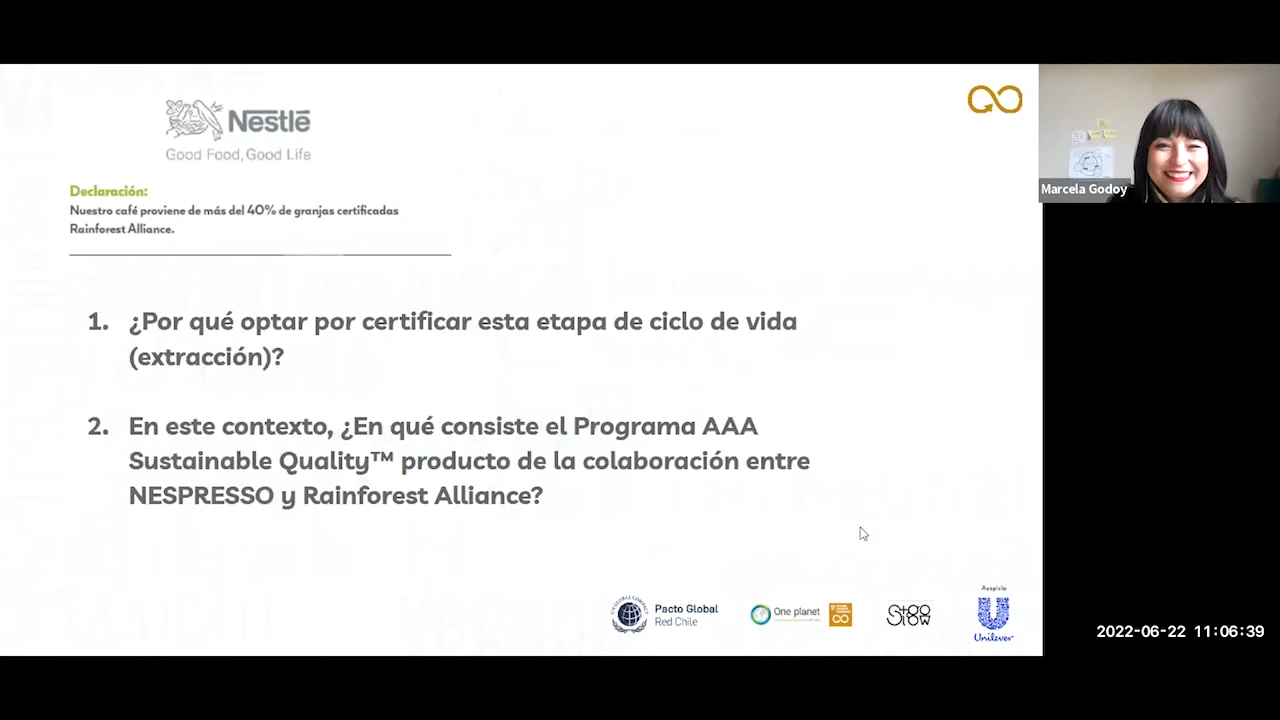 Nestlé
Good Food, Good Life
Declaración:
Nuestro café proviene de más del 40% de granjas certificadas
Rainforest Alliance.
1. ¿Por qué optar por certificar esta etapa de ciclo de vida
(extracción)?
2. En este contexto, ¿En qué consiste el Programa AAA
Sustainable Quality™ producto de la colaboración entre
NESPRESSO y Rainforest Alliance?
Pacto Global
Red Chile
One planet
Auspicia
Unilever
Marcela Godoy
2022-06-22 11:06:39